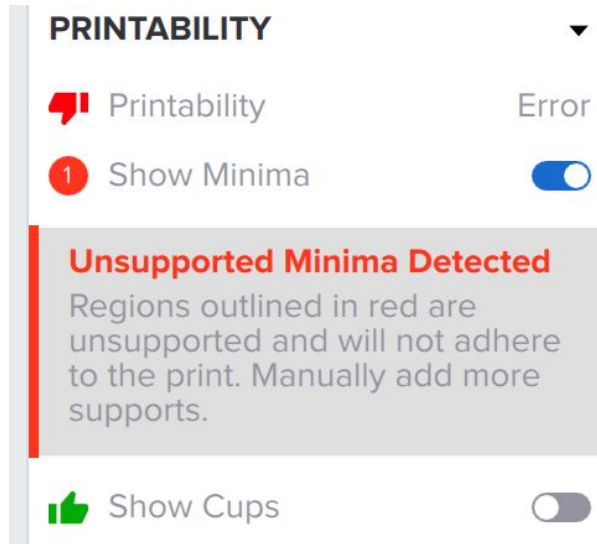 PRINTABILITY
Printability Error
1 Show Minima
Unsupported Minima Detected
Regions outlined in red are
unsupported and will not adhere
to the print. Manually add more
supports.
Show Cups